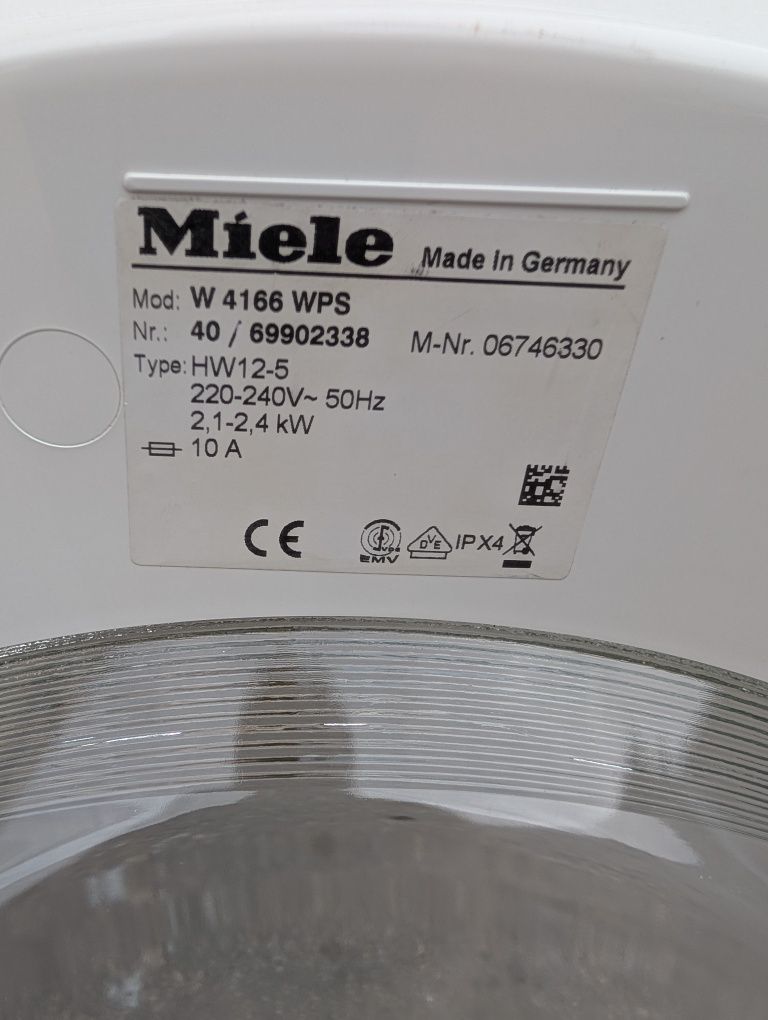 Miele Made In Germany
Mod: W 4166 WPS
Nr.: 40 / 69902338 M-Nr. 06746330
Type: HW12-5
220-240V~ 50Hz
2,1-2,4 kW
10 A
CE VDE EMV DVE IPX4